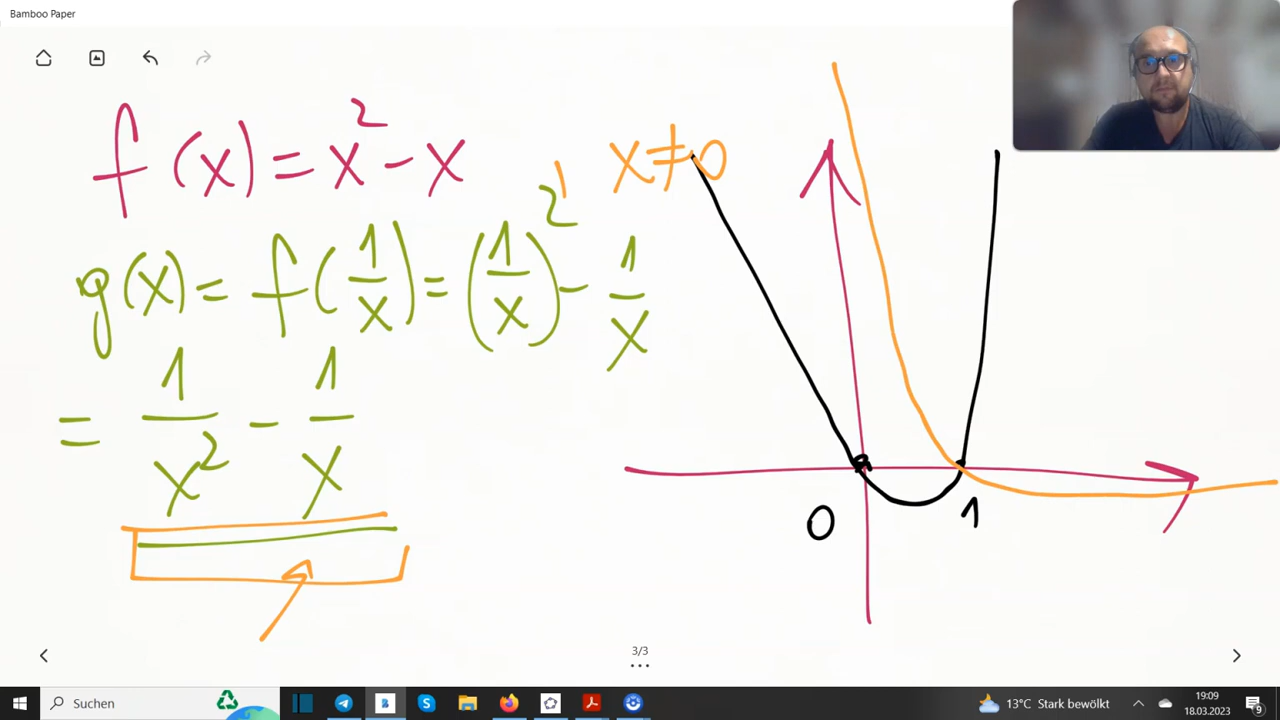 Bamboo Paper
f(x) = x² - x
x ≠ 0
g(x) = f(1/x) = (1/x)² - 1/x
= 1/x² - 1/x
0
1
3/3
Suchen
13°C Stark bewölkt
19:09
18.03.2023
9